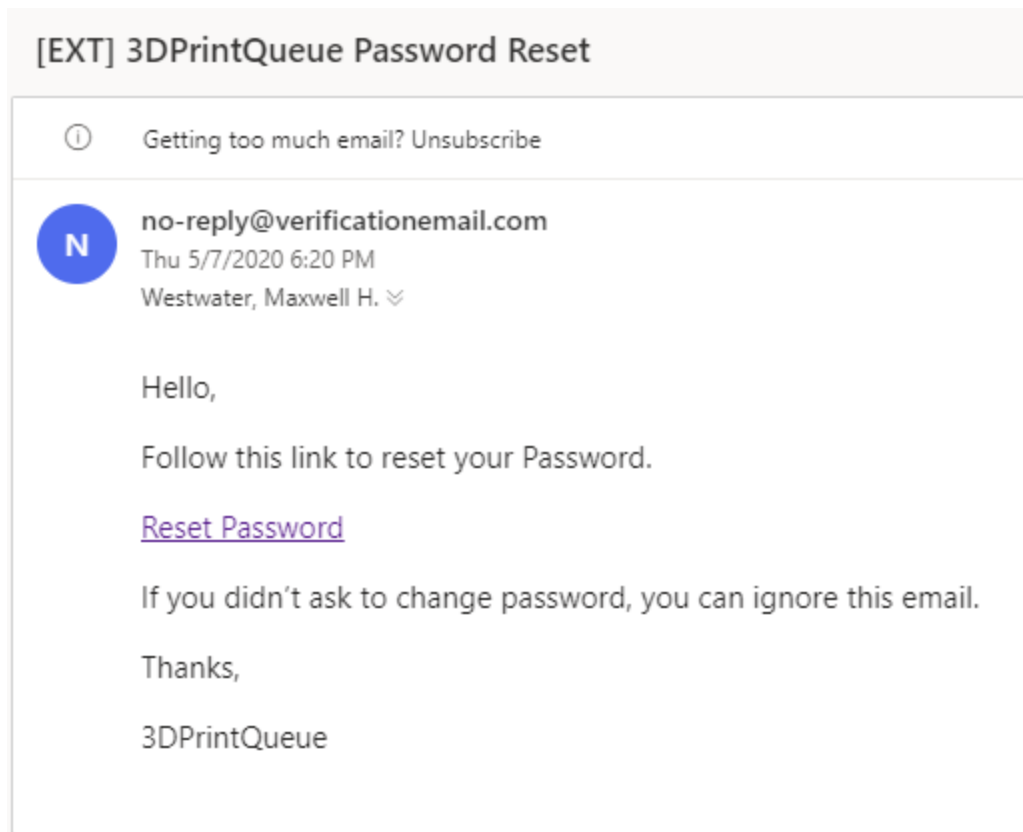 [EXT] 3DPrintQueue Password Reset
Getting too much email? Unsubscribe
N
no-reply@verificationemail.com
Thu 5/7/2020 6:20 PM
Westwater, Maxwell H.
Hello,
Follow this link to reset your Password.
Reset Password
If you didn’t ask to change password, you can ignore this email.
Thanks,
3DPrintQueue